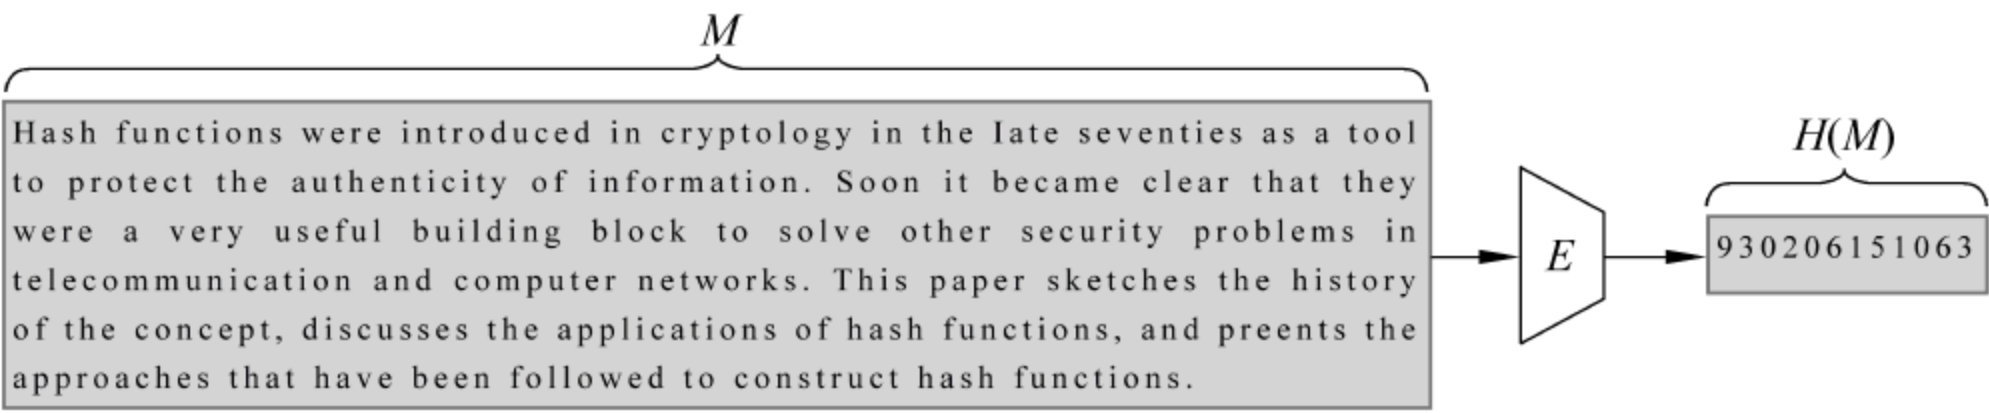 M
Hash functions were introduced in cryptology in the Iate seventies as a tool
to protect the authenticity of information. Soon it became clear that they
were a very useful building block to solve other security problems in
telecommunication and computer networks. This paper sketches the history
of the concept, discusses the applications of hash functions, and preents the
approaches that have been followed to construct hash functions.
E
H(M)
930206151063